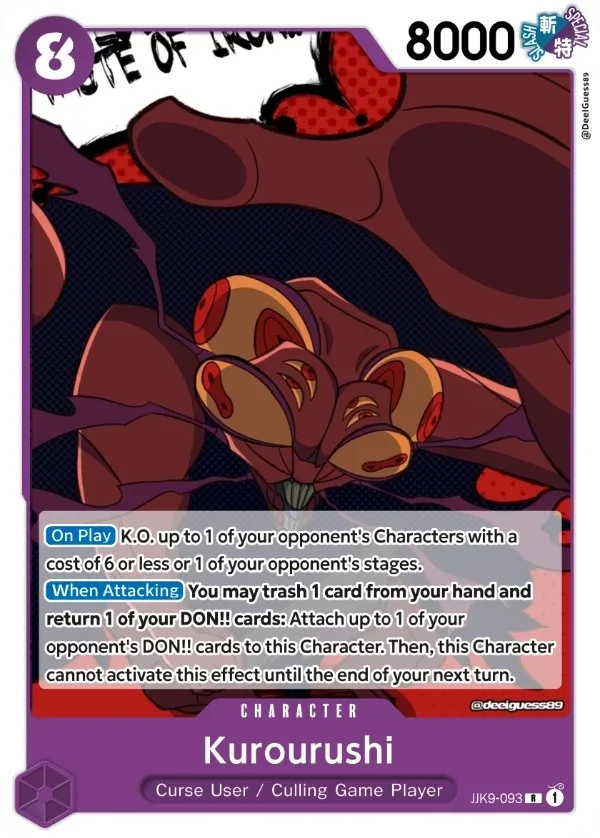 8
8000
斬
特
SLASH
SPECIAL
@DeeIGuess89
On Play K.O. up to 1 of your opponent's Characters with a
cost of 6 or less or 1 of your opponent's stages.
When Attacking You may trash 1 card from your hand and
return 1 of your DON!! cards: Attach up to 1 of your
opponent's DON!! cards to this Character. Then, this Character
cannot activate this effect until the end of your next turn.
@deeiguess89
CHARACTER
Kurourushi
Curse User / Culling Game Player
JJK9-093 R 1